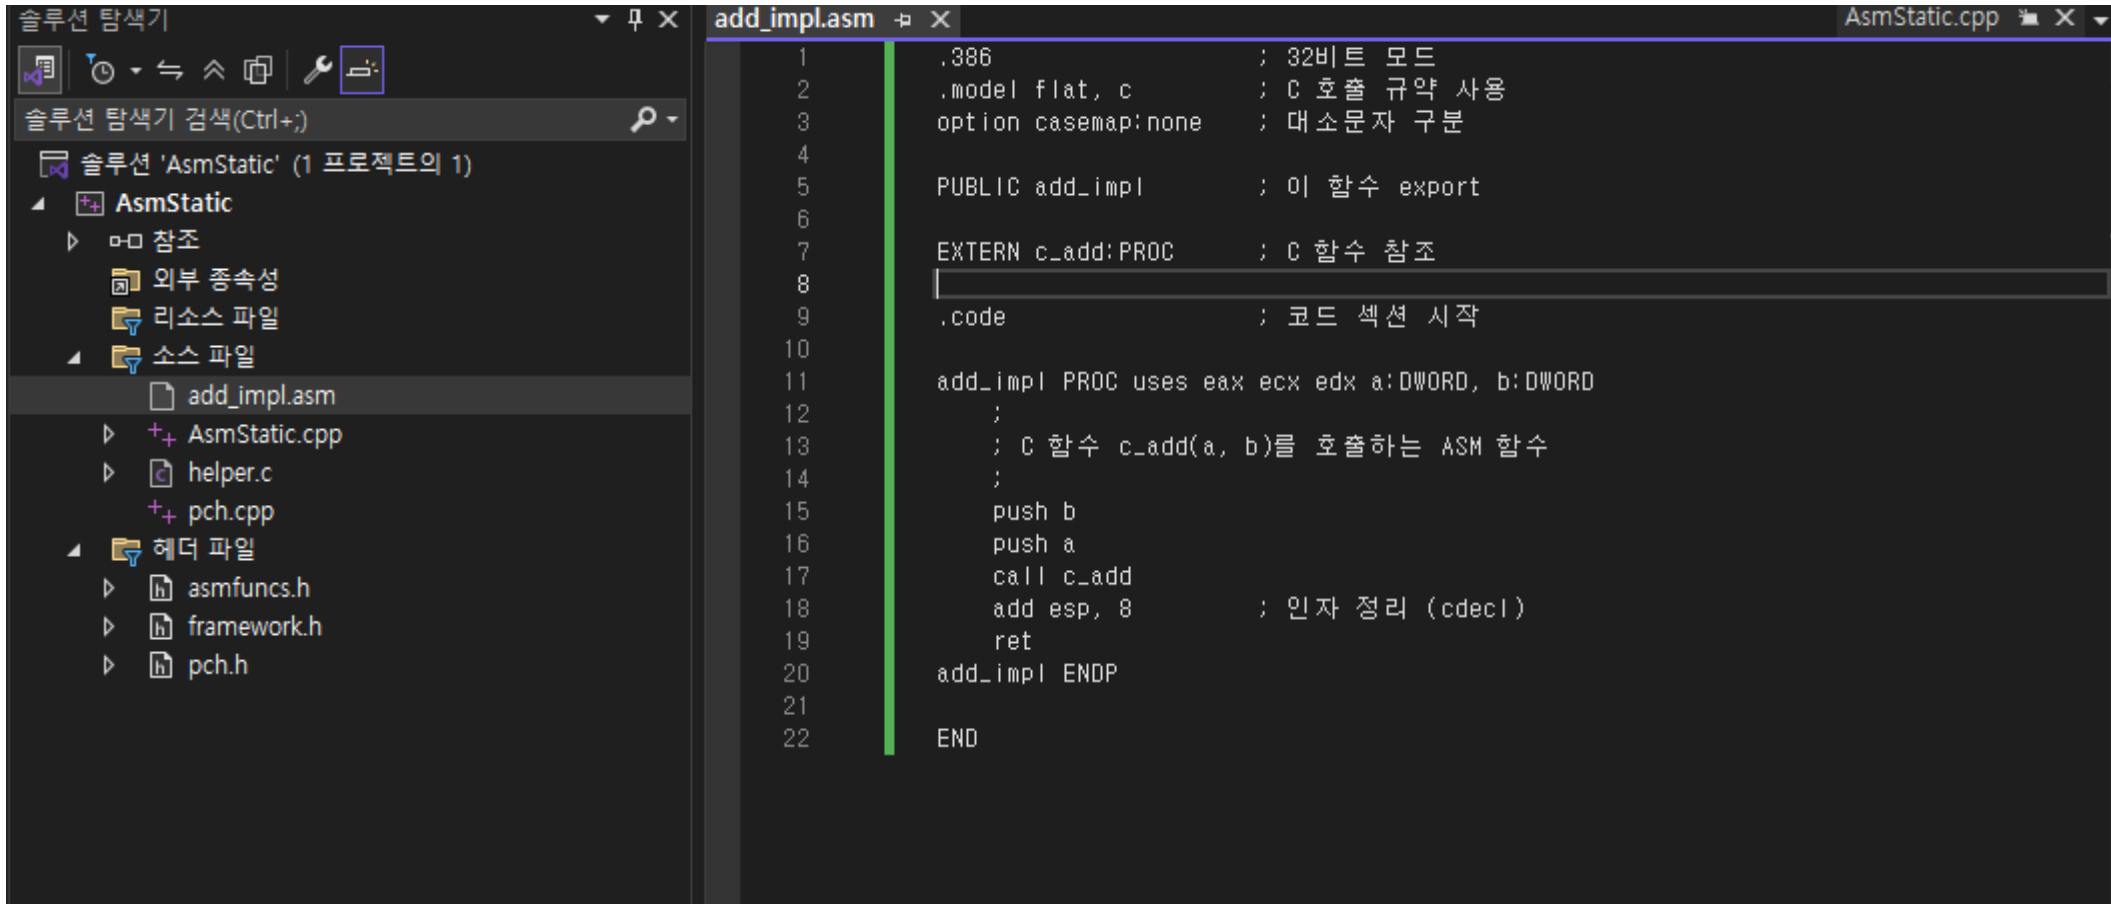 솔루션 탐색기
솔루션 탐색기 검색(Ctrl+;)
솔루션 'AsmStatic' (1 프로젝트의 1)
AsmStatic
참조
외부 종속성
리소스 파일
소스 파일
add_impl.asm
AsmStatic.cpp
helper.c
pch.cpp
헤더 파일
asmfuncs.h
framework.h
pch.h
add_impl.asm
AsmStatic.cpp
1 .386 ; 32비트 모드
2 .model flat, c ; C 호출 규약 사용
3 option casemap:none ; 대소문자 구분
4
5 PUBLIC add_impl ; 이 함수 export
6
7 EXTERN c_add:PROC ; C 함수 참조
8
9 .code ; 코드 섹션 시작
10
11 add_impl PROC uses eax ecx edx a:DWORD, b:DWORD
12 ;
13 ; C 함수 c_add(a, b)를 호출하는 ASM 함수
14 ;
15 push b
16 push a
17 call c_add
18 add esp, 8 ; 인자 정리 (cdecl)
19 ret
20 add_impl ENDP
21
22 END